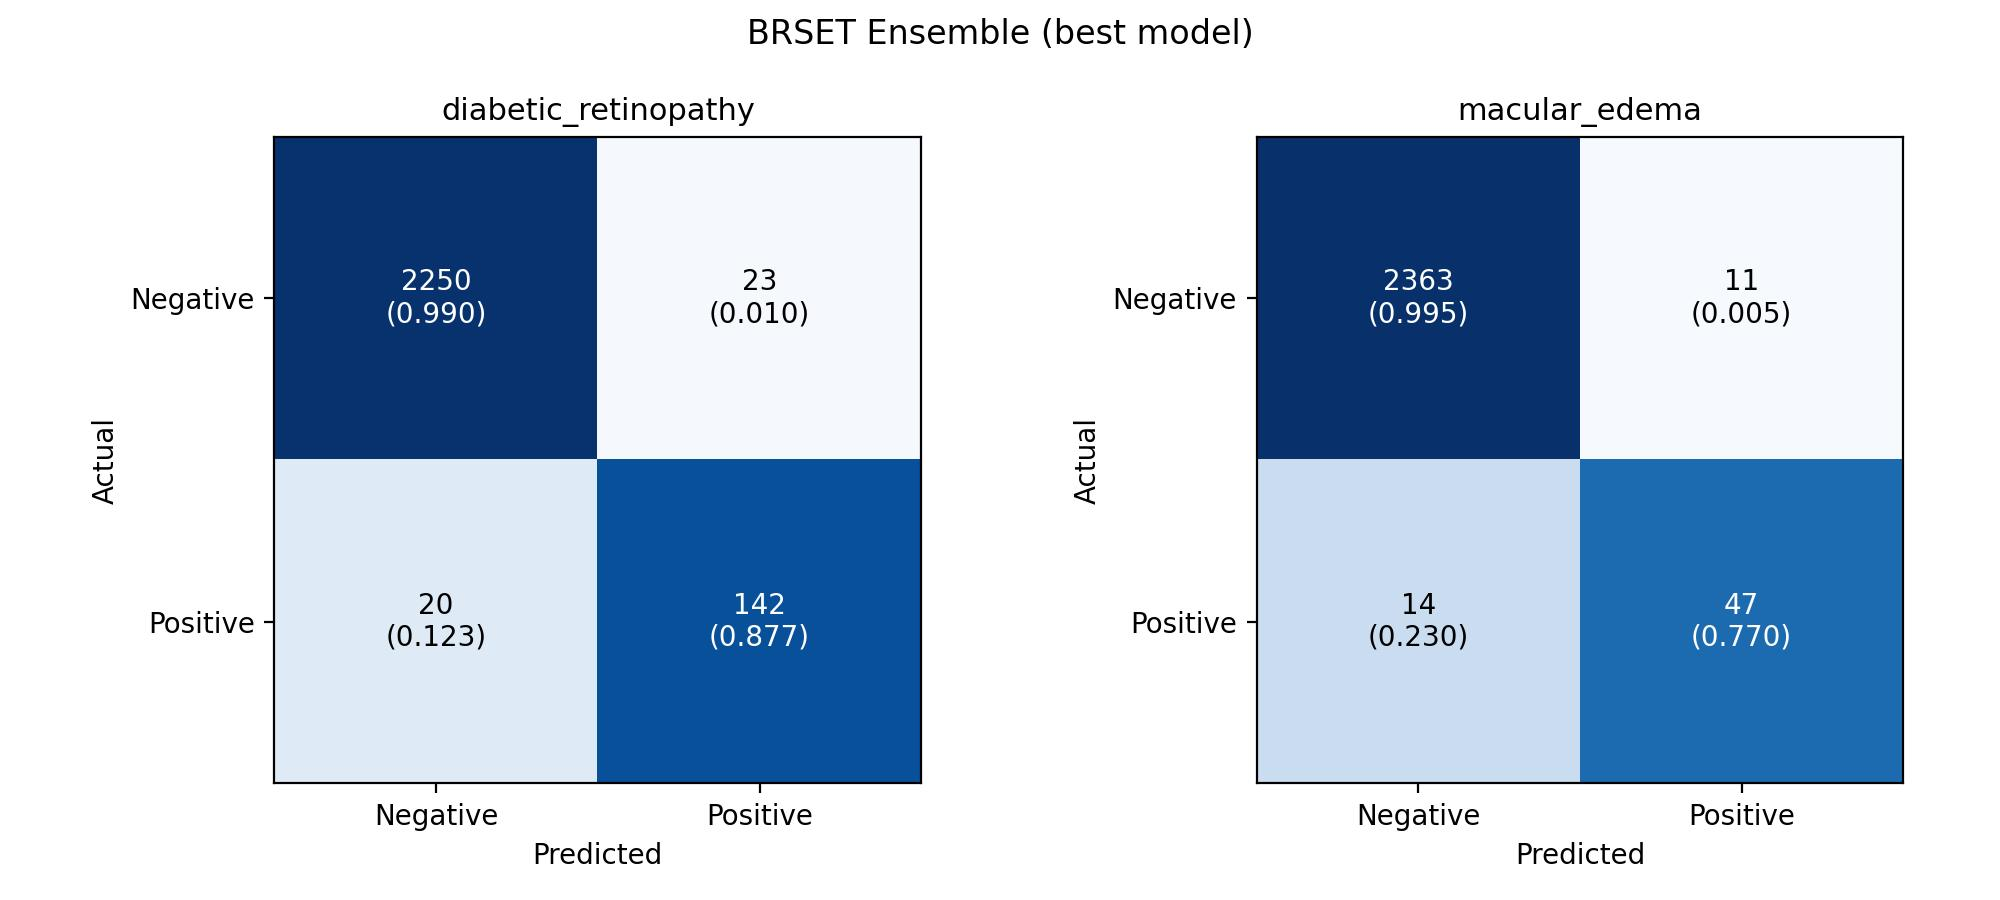 BRSET Ensemble (best model)
diabetic_retinopathy
Actual
Negative
2250
(0.990)
23
(0.010)
Positive
20
(0.123)
142
(0.877)
Negative
Positive
Predicted
macular_edema
Actual
Negative
2363
(0.995)
11
(0.005)
Positive
14
(0.230)
47
(0.770)
Negative
Positive
Predicted